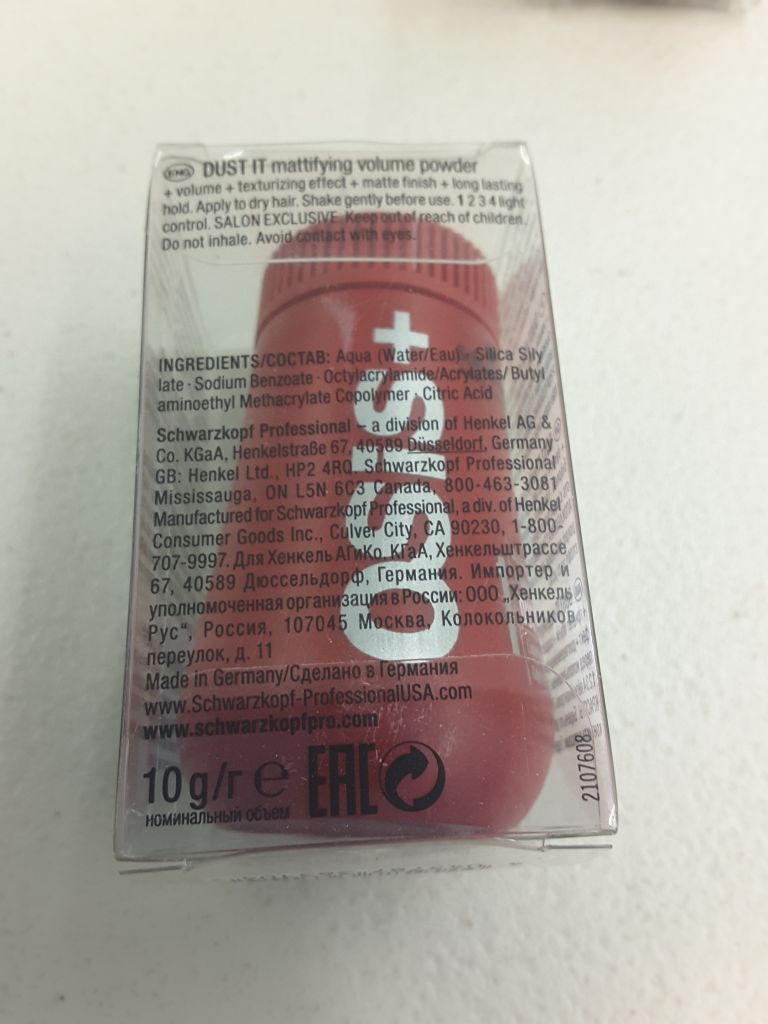 ENG DUST IT mattifying volume powder
+ volume + texturizing effect + matte finish + long lasting
hold. Apply to dry hair. Shake gently before use. 1 2 3 4 light
control. SALON EXCLUSIVE. Keep out of reach of children.
Do not inhale. Avoid contact with eyes.
INGREDIENTS/СОСТАВ: Aqua (Water/Eau) · Silica Sily
late · Sodium Benzoate · Octylacrylamide/Acrylates/ Butyl
aminoethyl Methacrylate Copolymer · Citric Acid
Schwarzkopf Professional – a division of Henkel AG &
Co. KGaA, Henkelstraße 67, 40589 Düsseldorf, Germany
GB: Henkel Ltd., HP2 4RQ. Schwarzkopf Professional
Mississauga, ON L5N 6C3 Canada, 800-463-3081
Manufactured for Schwarzkopf Professional, a div. of Henkel
Consumer Goods Inc., Culver City, CA 90230, 1-800-
707-9997. Для Хенкель АГиКо. КГаА, Хенкельштрассе
67, 40589 Дюссельдорф, Германия. Импортер и
уполномоченная организация в России: ООО „Хенкель
Рус“, Россия, 107045 Москва, Колокольников
переулок, д. 11
Made in Germany/Сделано в Германия
www.Schwarzkopf-ProfessionalUSA.com
www.schwarzkopfpro.com
10 g/г e EAC
номинальный объем
2107608
OSiS+